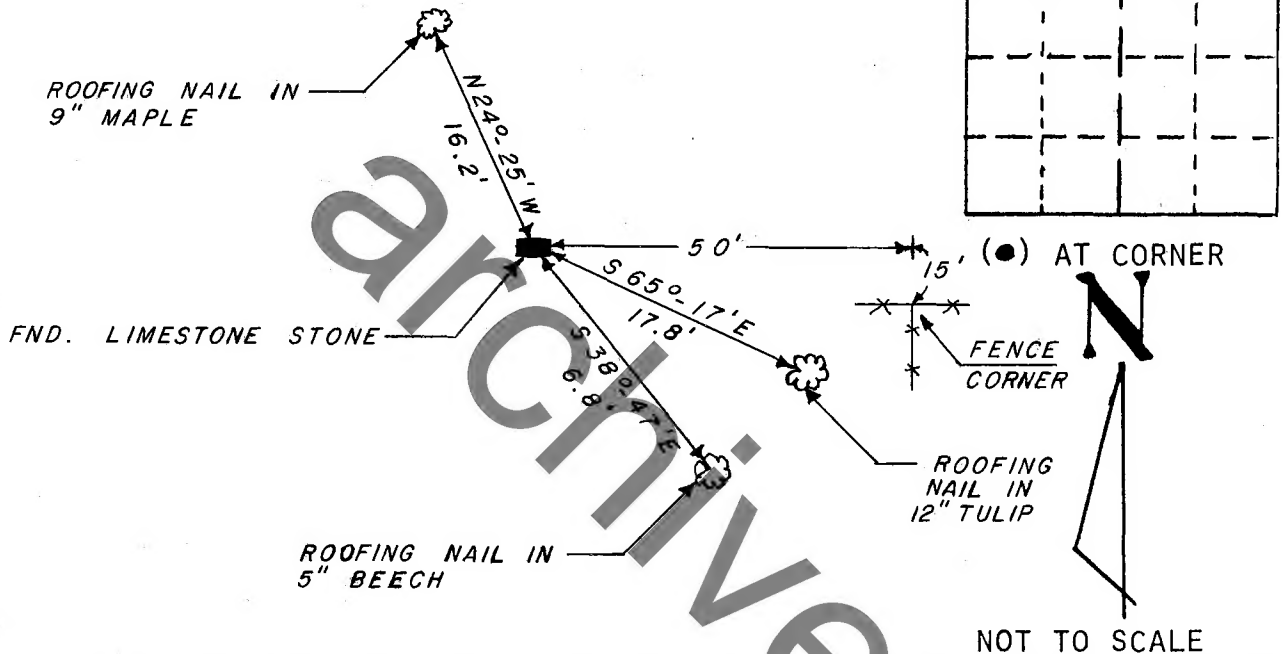 ROOFING NAIL IN
9" MAPLE
N24°-25'W
16.2'
50'
15'
(●) AT CORNER
S 65°-17'E
17.8'
FND. LIMESTONE STONE
S 38°-47'E
6.8'
FENCE
CORNER
N
ROOFING
NAIL IN
12" TULIP
ROOFING NAIL IN
5" BEECH
NOT TO SCALE
archive